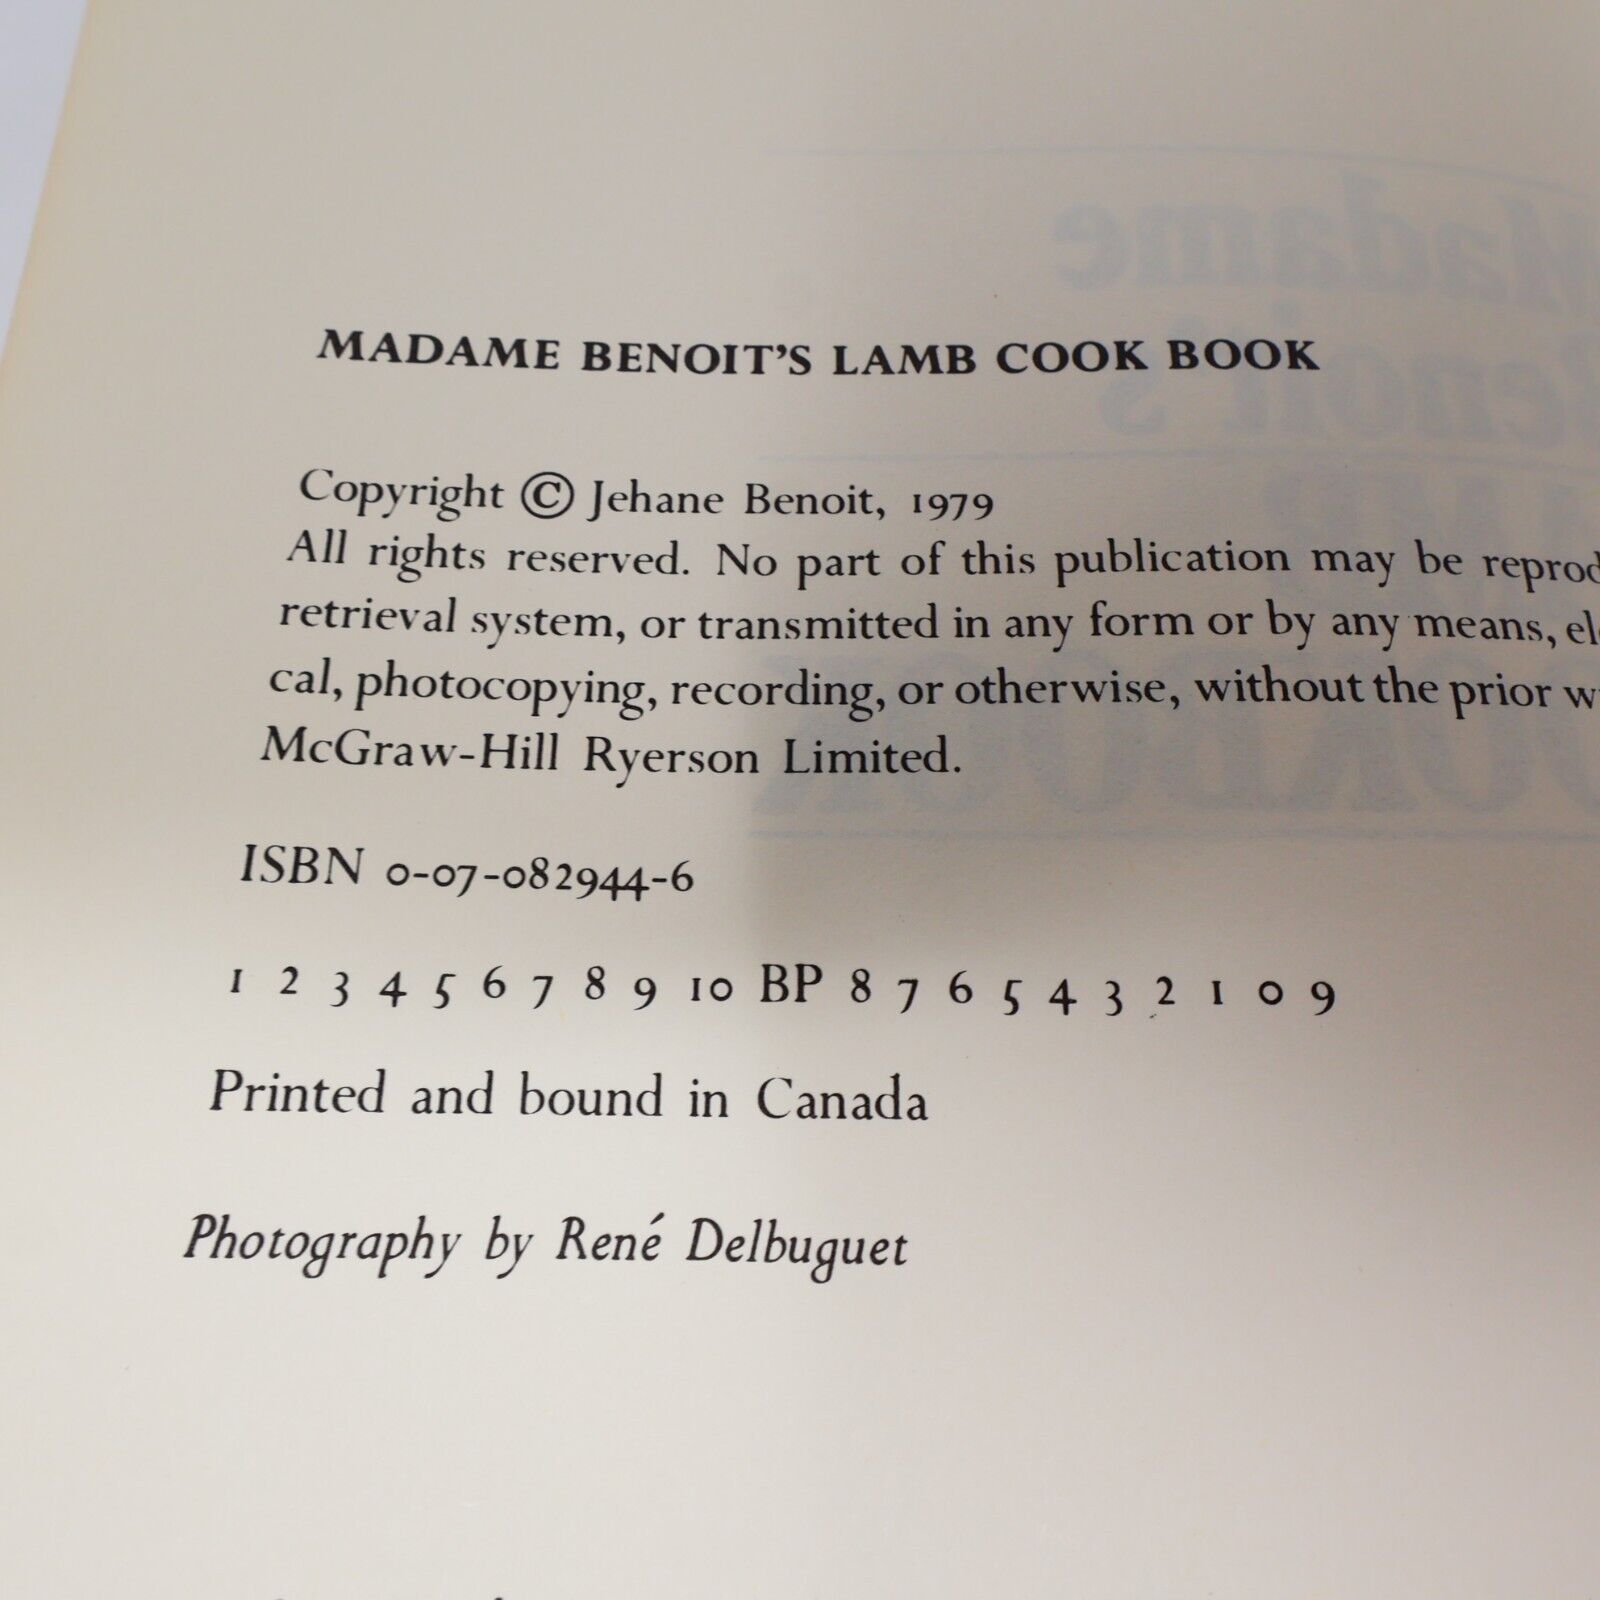 MADAME BENOIT'S LAMB COOK BOOK
Copyright © Jehane Benoit, 1979
All rights reserved. No part of this publication may be reprod
retrieval system, or transmitted in any form or by any means, el
cal, photocopying, recording, or otherwise, without the prior w
McGraw-Hill Ryerson Limited.
ISBN 0-07-082944-6
1 2 3 4 5 6 7 8 9 10 BP 8 7 6 5 4 3 2 1 0 9
Printed and bound in Canada
Photography by René Delbuguet